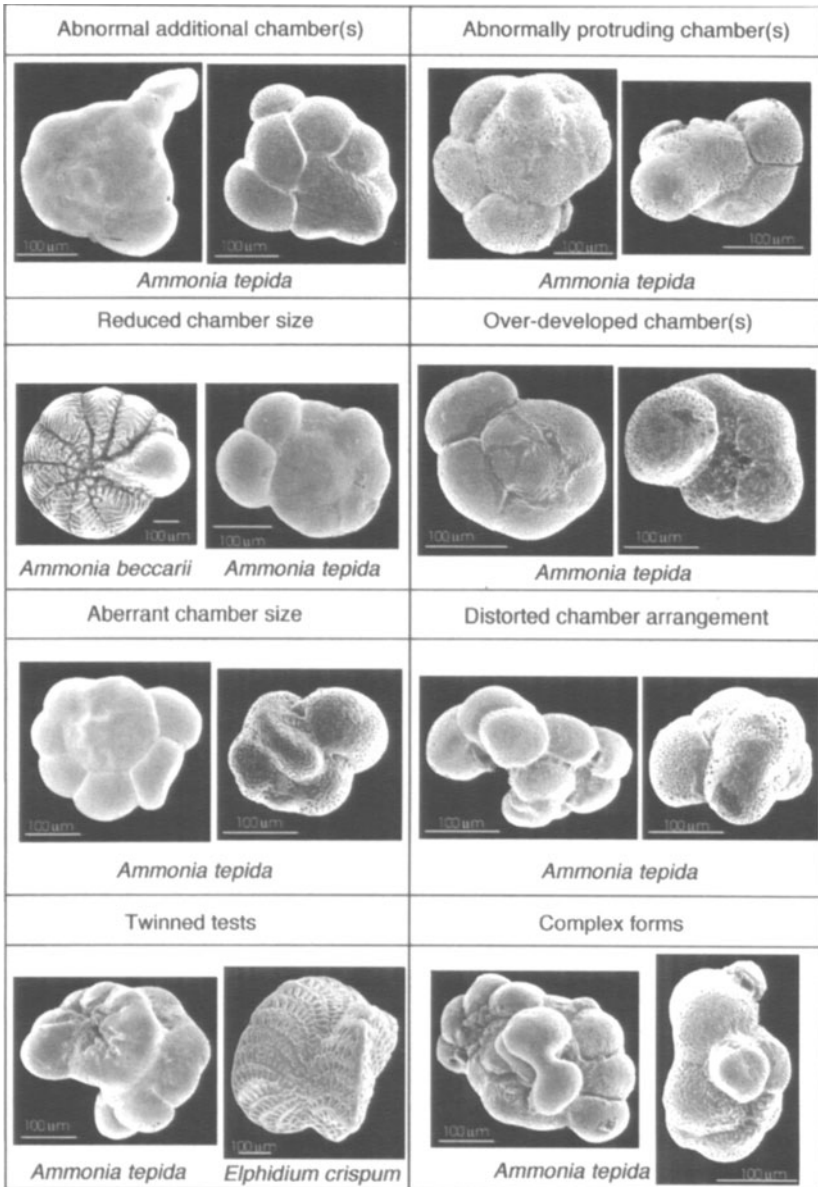 Abnormal additional chamber(s)
Abnormally protruding chamber(s)
100 µm
100 µm
100 µm
100 µm
Ammonia tepida
Ammonia tepida
Reduced chamber size
Over-developed chamber(s)
100 µm
100 µm
100 µm
100 µm
Ammonia beccarii
Ammonia tepida
Ammonia tepida
Aberrant chamber size
Distorted chamber arrangement
100 µm
100 µm
100 µm
100 µm
Ammonia tepida
Ammonia tepida
Twinned tests
Complex forms
100 µm
100 µm
100 µm
100 µm
Ammonia tepida
Elphidium crispum
Ammonia tepida